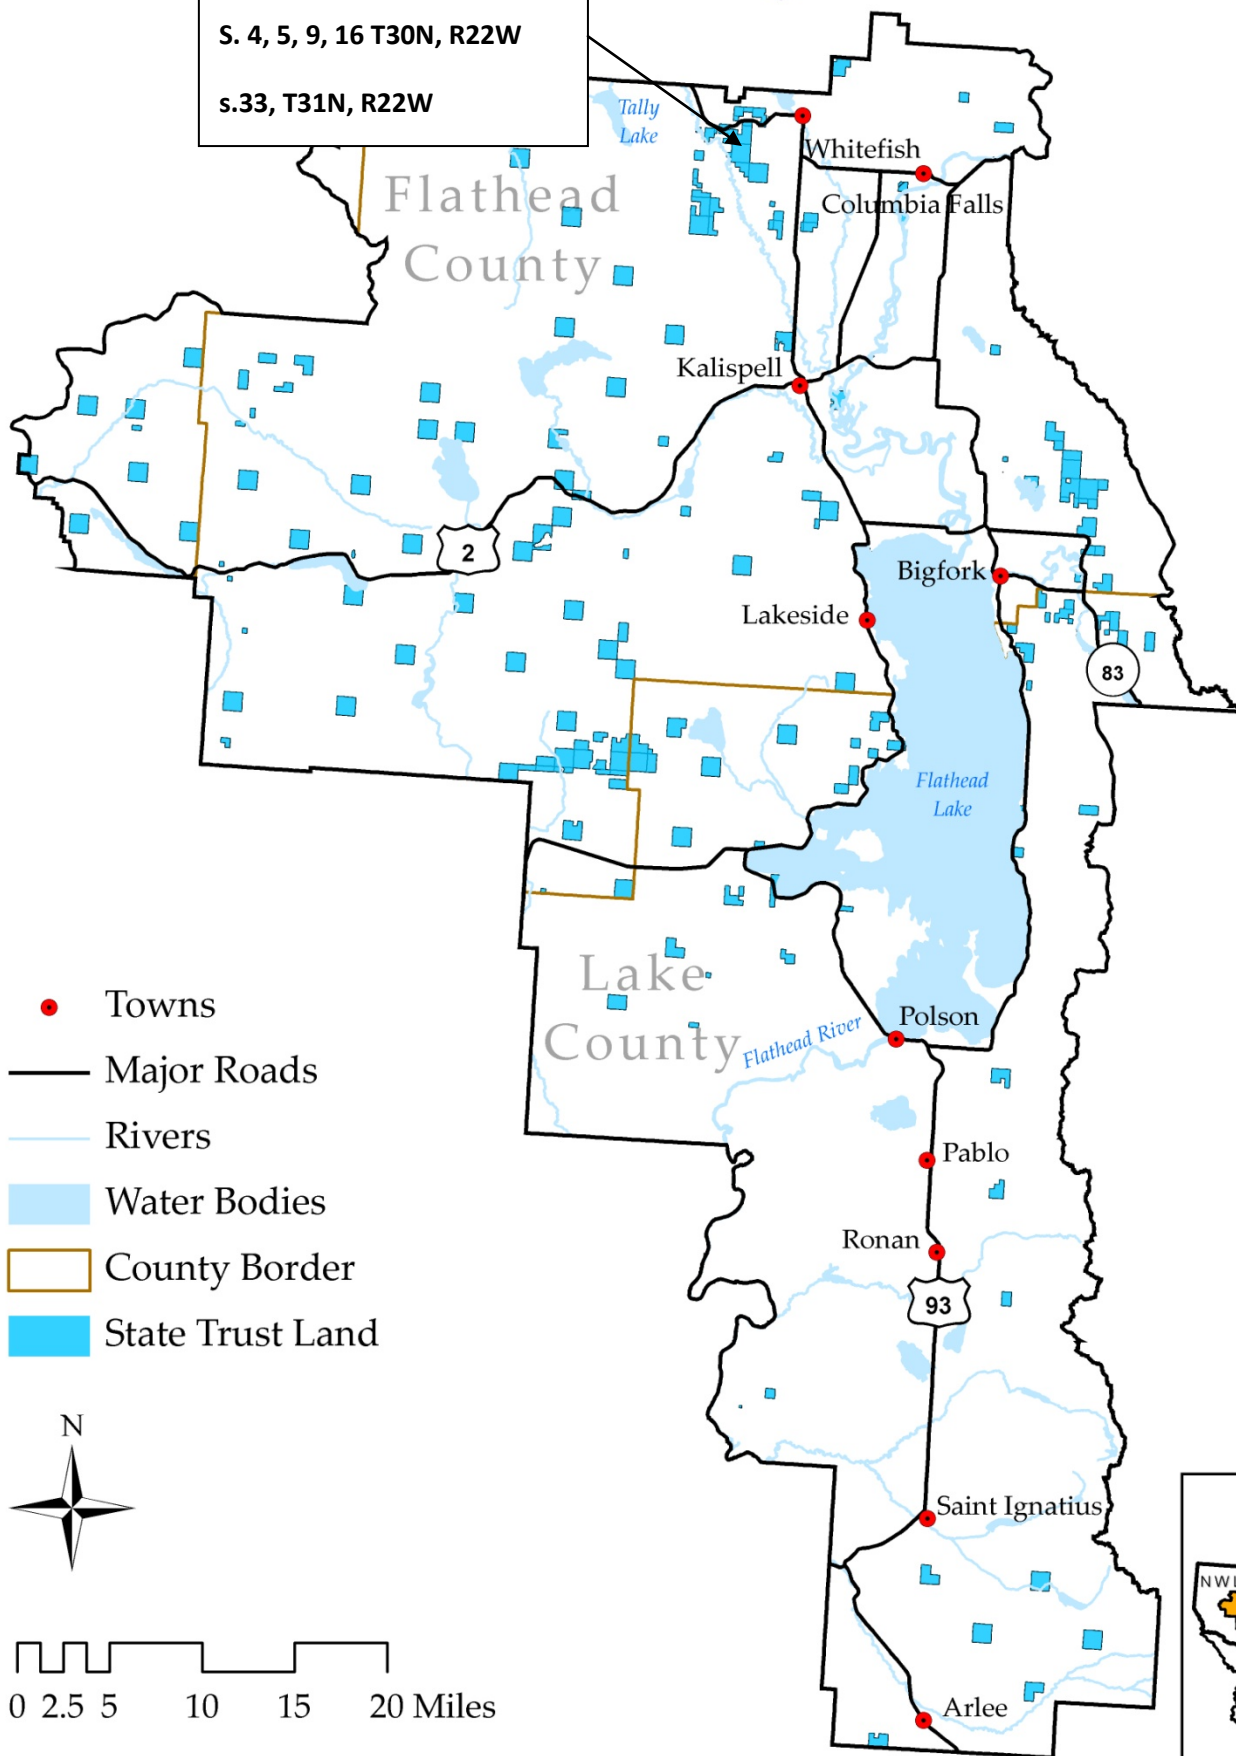 S. 4, 5, 9, 16 T30N, R22W
s.33, T31N, R22W
Tally
Lake
Whitefish
Columbia Falls
Flathead
County
Kalispell
2
Bigfork
Lakeside
83
Flathead
Lake
Lake
County
Flathead River
Polson
Pablo
Ronan
93
Saint Ignatius
Arlee
Towns
Major Roads
Rivers
Water Bodies
County Border
State Trust Land
N
0 2.5 5 10 15 20 Miles